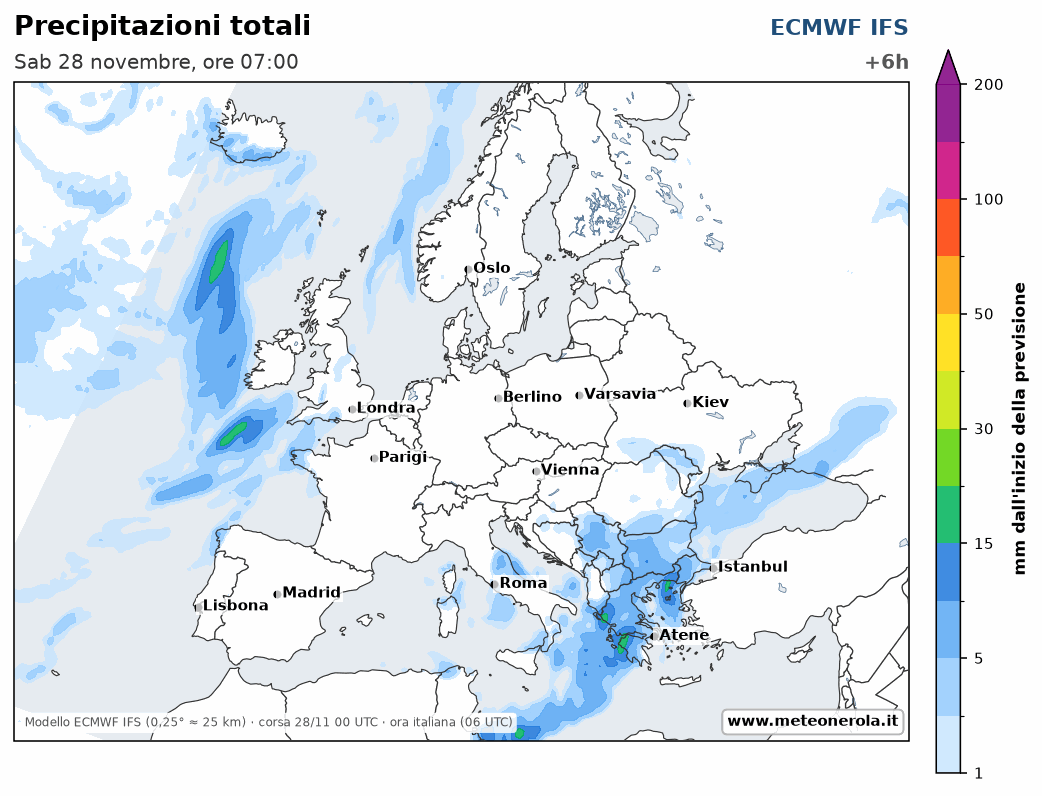 Precipitazioni totali
ECMWF IFS
Sab 28 novembre, ore 07:00
+6h
200
100
50
30
15
5
1
mm dall'inizio della previsione
Oslo
Berlino
Varsavia
Kiev
Londra
Parigi
Vienna
Istanbul
Roma
Madrid
Lisbona
Atene
Modello ECMWF IFS (0,25° ≈ 25 km) · corsa 28/11 00 UTC · ora italiana (06 UTC)
www.meteonerola.it